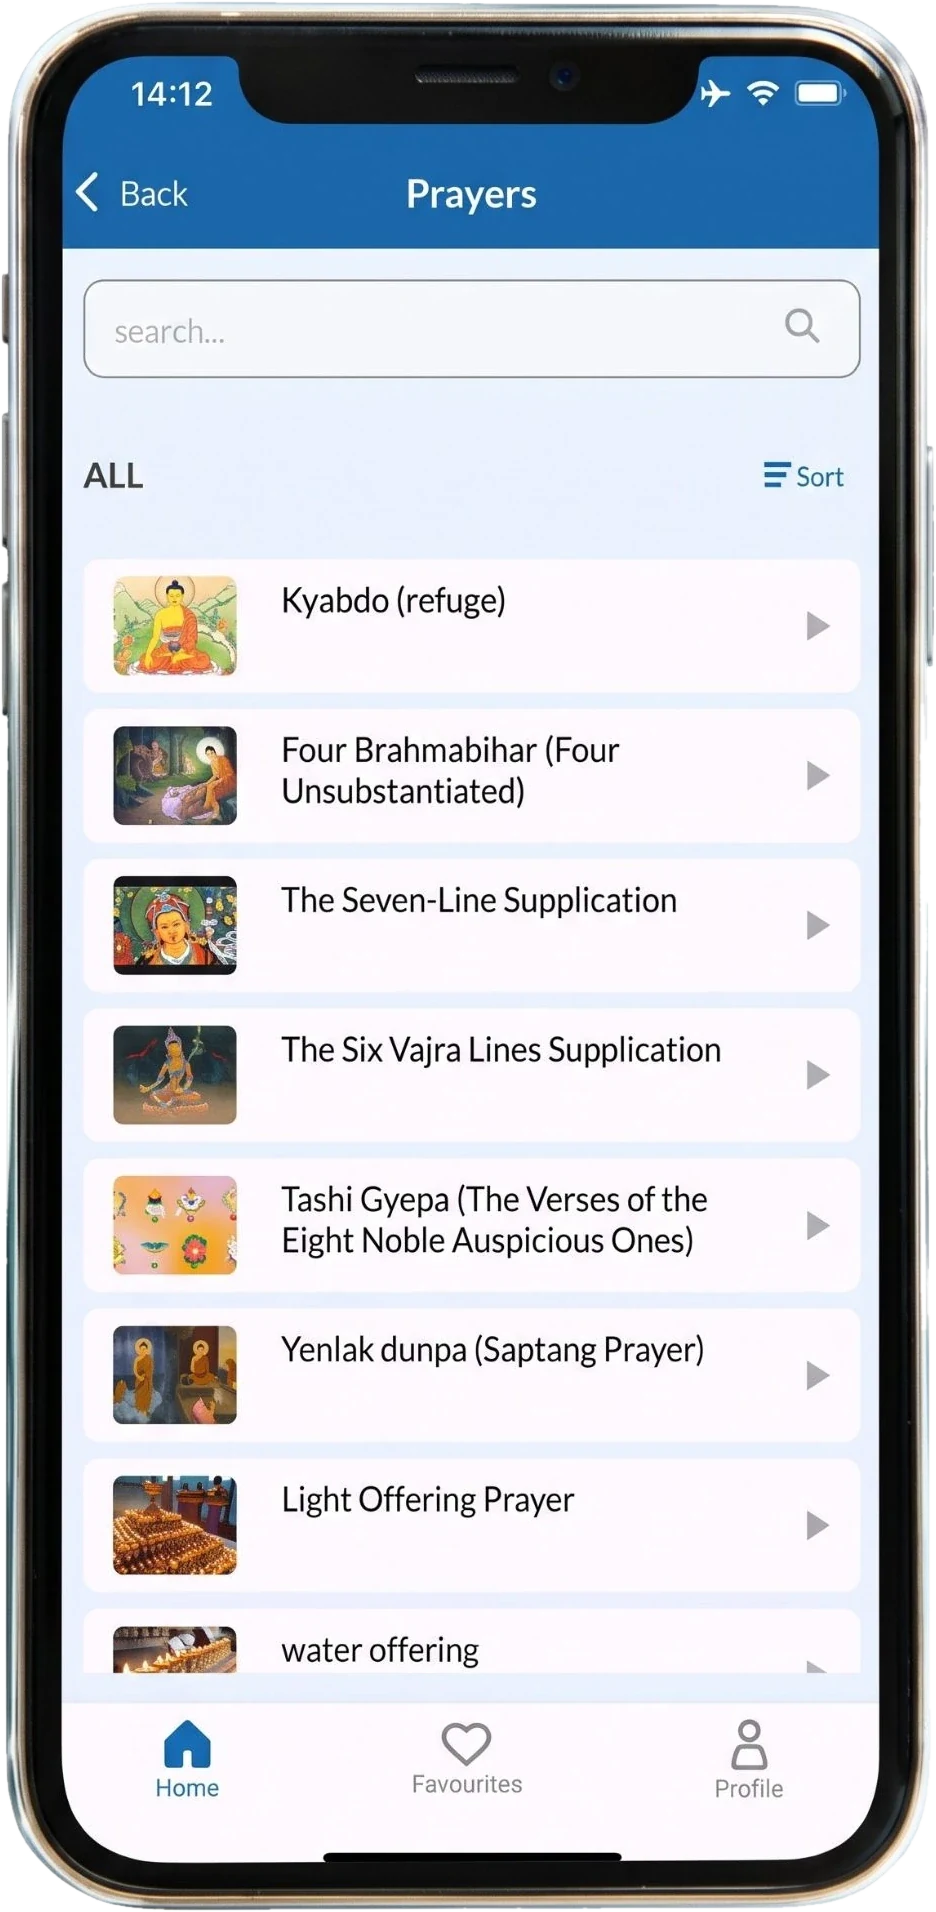 14:12
Back
Prayers
search...
ALL
Sort
Kyabdo (refuge)
Four Brahmabihar (Four
Unsubstantiated)
The Seven-Line Supplication
The Six Vajra Lines Supplication
Tashi Gyepa (The Verses of the
Eight Noble Auspicious Ones)
Yenlak dunpa (Saptang Prayer)
Light Offering Prayer
water offering
Home
Favourites
Profile